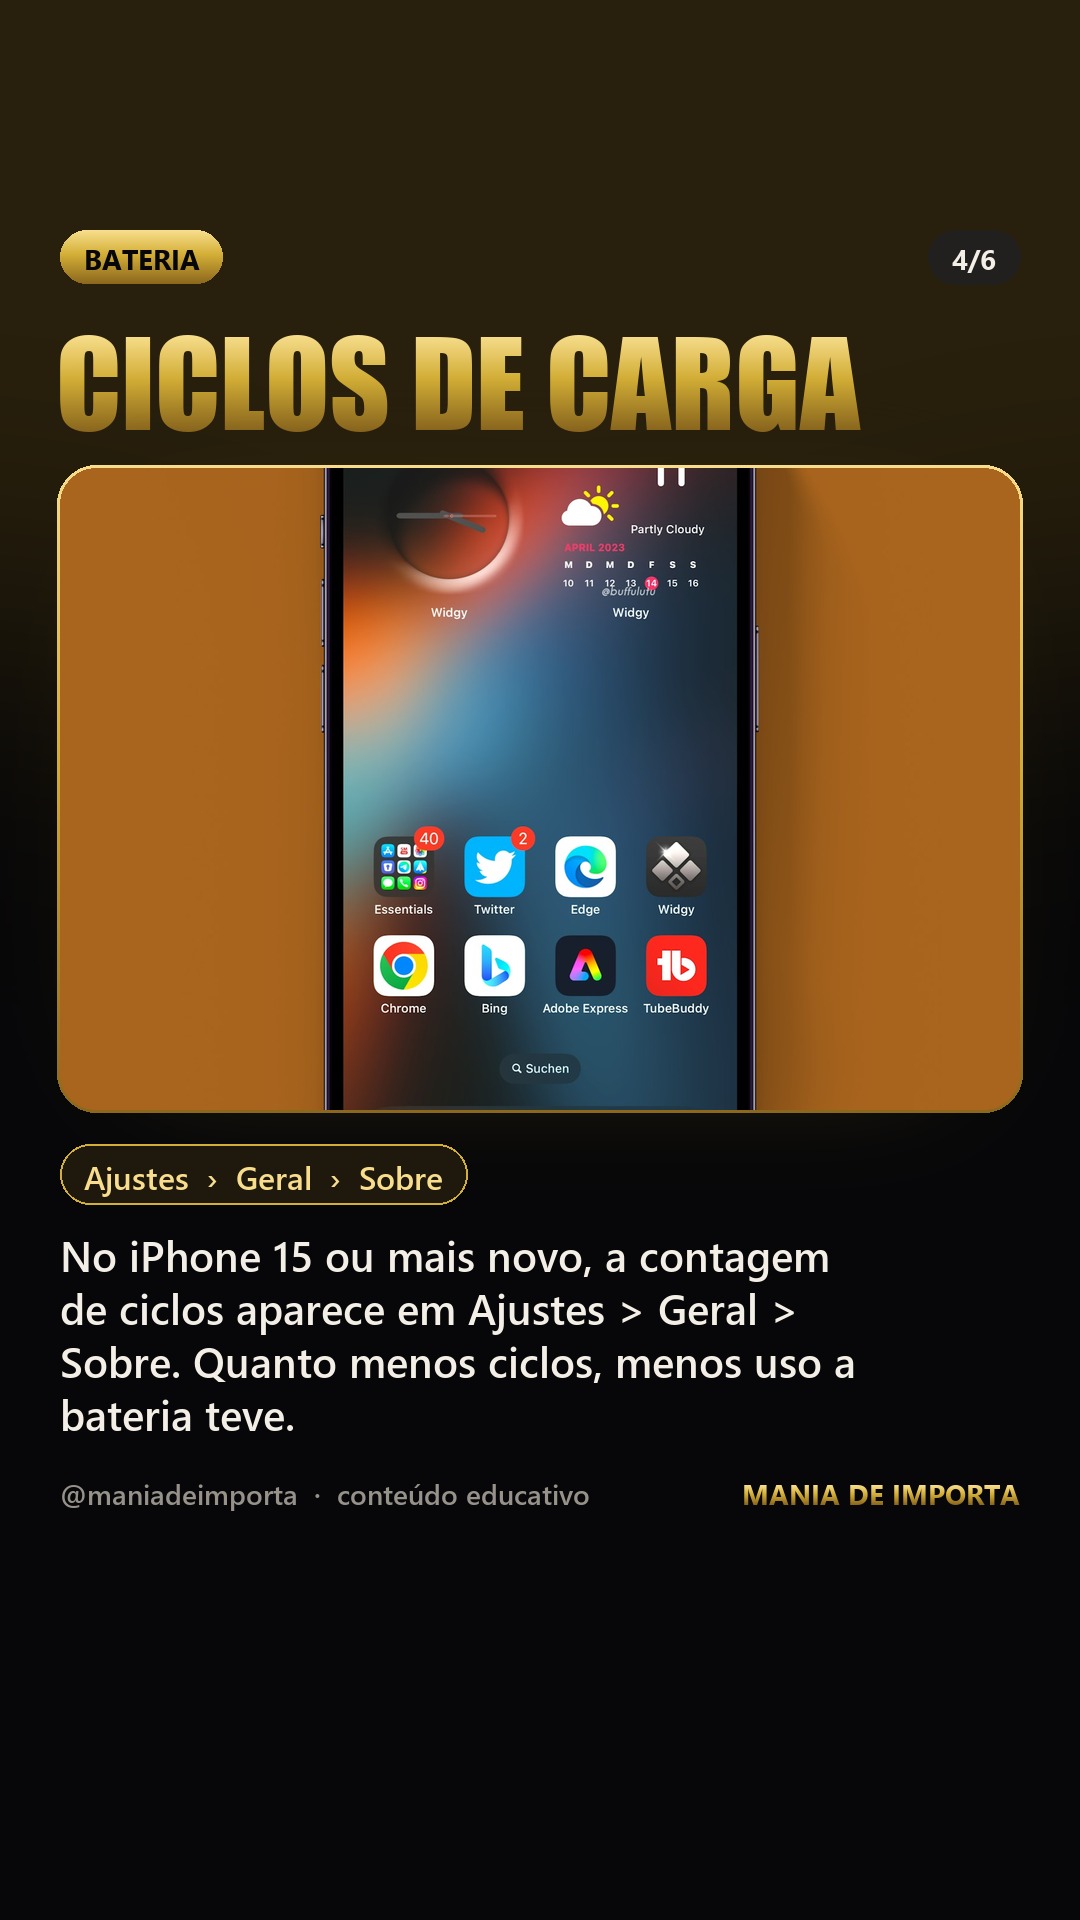 BATERIA
4/6
CICLOS DE CARGA
Partly Cloudy
APRIL 2023
M D M D F S S
10 11 12 13 14 15 16
@buffulufu
Widgy
Widgy
40
2
Essentials Twitter Edge Widgy
Chrome Bing Adobe Express TubeBuddy
Suchen
Ajustes › Geral › Sobre
No iPhone 15 ou mais novo, a contagem
de ciclos aparece em Ajustes > Geral >
Sobre. Quanto menos ciclos, menos uso a
bateria teve.
@maniadeimporta · conteúdo educativo
MANIA DE IMPORTA